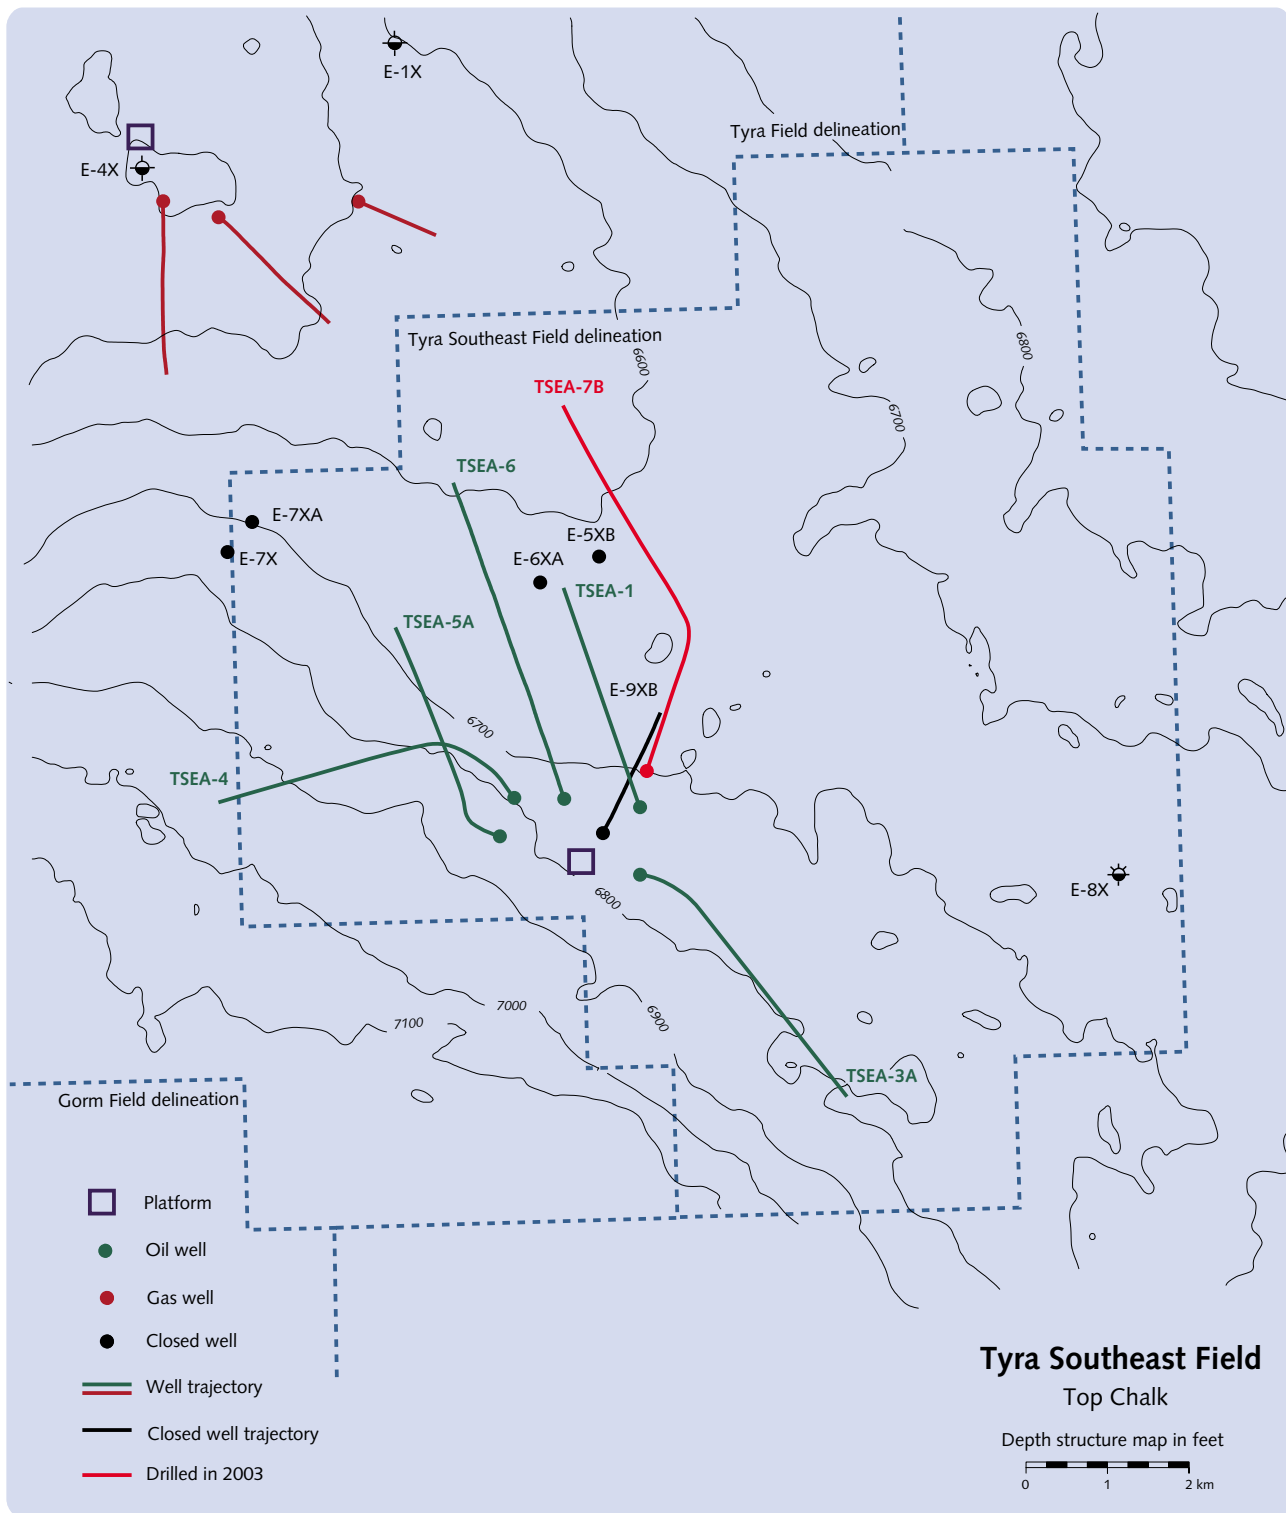 E-1X
Tyra Field delineation
E-4X
Tyra Southeast Field delineation
6600
6800
TSEA-7B
6700
TSEA-6
E-7XA
E-5XB
E-7X
E-6XA
TSEA-1
TSEA-5A
E-9XB
6700
TSEA-4
E-8X
6800
7000
6900
7100
TSEA-3A
Gorm Field delineation
Platform
Oil well
Gas well
Closed well
Well trajectory
Closed well trajectory
Drilled in 2003
Tyra Southeast Field
Top Chalk
Depth structure map in feet
0 1 2 km